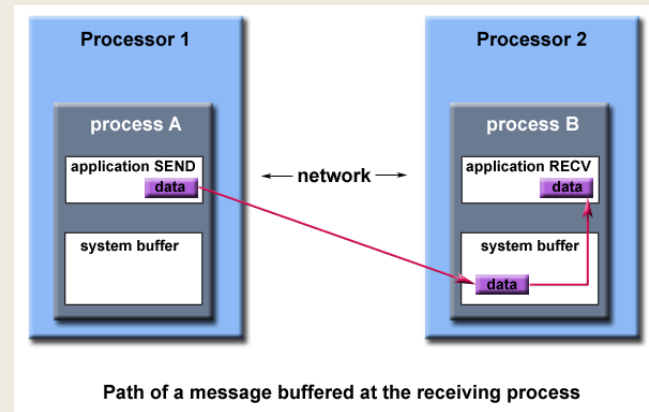 Processor 1
Processor 2
process A
process B
application SEND
data
application RECV
data
network
system buffer
system buffer
data
Path of a message buffered at the receiving process